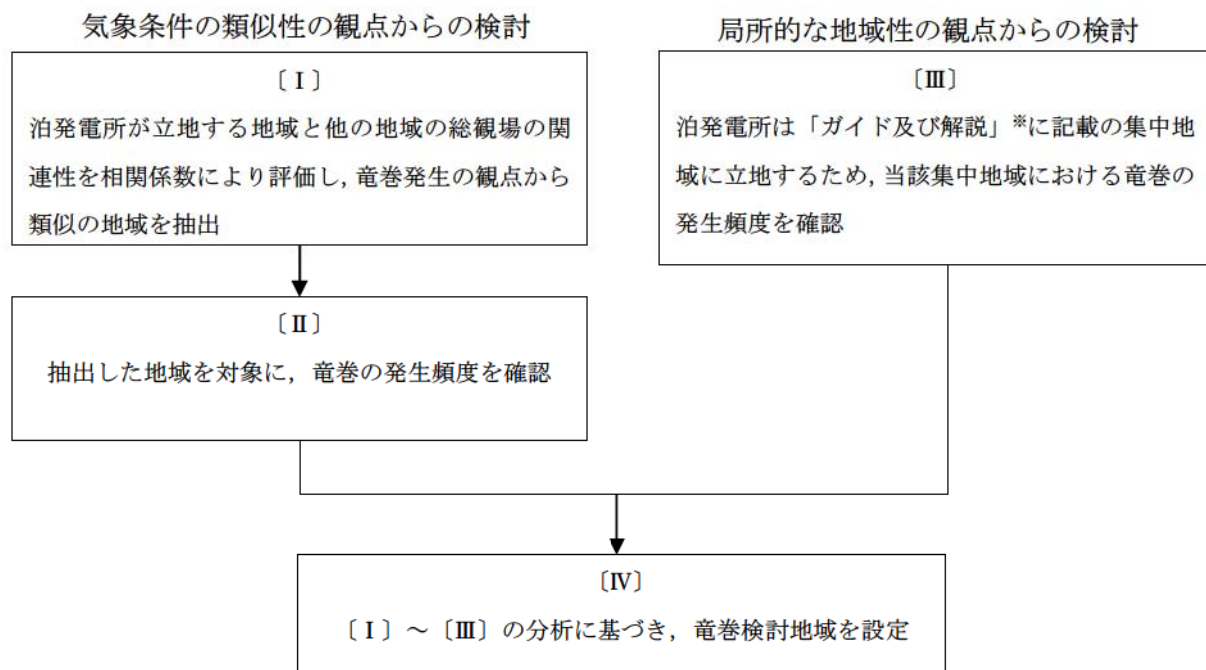 気象条件の類似性の観点からの検討
〔Ⅰ〕
泊発電所が立地する地域と他の地域の総観場の関
連性を相関係数により評価し，竜巻発生の観点から
類似の地域を抽出
〔Ⅱ〕
抽出した地域を対象に，竜巻の発生頻度を確認
局所的な地域性の観点からの検討
〔Ⅲ〕
泊発電所は「ガイド及び解説」※に記載の集中地
域に立地するため，当該集中地域における竜巻の
発生頻度を確認
〔Ⅳ〕
〔Ⅰ〕～〔Ⅲ〕の分析に基づき，竜巻検討地域を設定